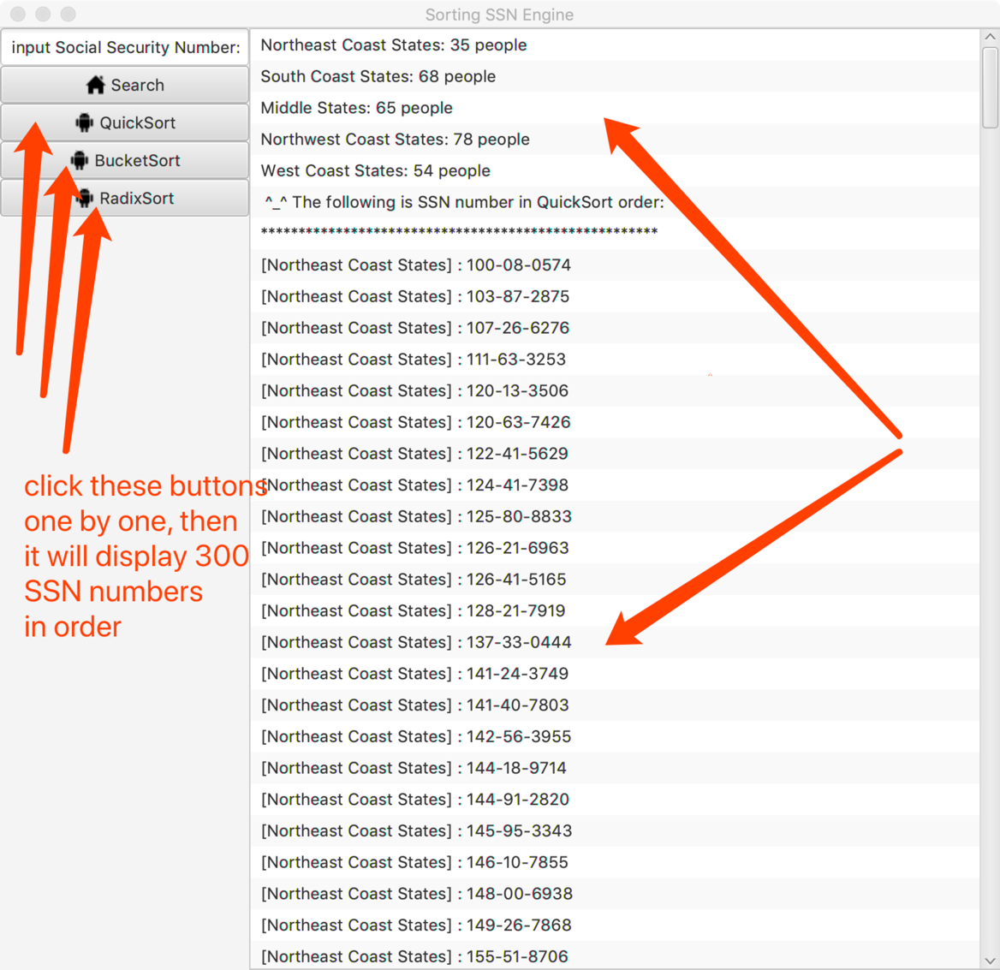 Sorting SSN Engine
input Social Security Number:
Search
QuickSort
BucketSort
RadixSort
click these buttons
one by one, then
it will display 300
SSN numbers
in order
Northeast Coast States: 35 people
South Coast States: 68 people
Middle States: 65 people
Northwest Coast States: 78 people
West Coast States: 54 people
^_^ The following is SSN number in QuickSort order:
*****************************************************
[Northeast Coast States] : 100-08-0574
[Northeast Coast States] : 103-87-2875
[Northeast Coast States] : 107-26-6276
[Northeast Coast States] : 111-63-3253
[Northeast Coast States] : 120-13-3506
[Northeast Coast States] : 120-63-7426
[Northeast Coast States] : 122-41-5629
[Northeast Coast States] : 124-41-7398
[Northeast Coast States] : 125-80-8833
[Northeast Coast States] : 126-21-6963
[Northeast Coast States] : 126-41-5165
[Northeast Coast States] : 128-21-7919
[Northeast Coast States] : 137-33-0444
[Northeast Coast States] : 141-24-3749
[Northeast Coast States] : 141-40-7803
[Northeast Coast States] : 142-56-3955
[Northeast Coast States] : 144-18-9714
[Northeast Coast States] : 144-91-2820
[Northeast Coast States] : 145-95-3343
[Northeast Coast States] : 146-10-7855
[Northeast Coast States] : 148-00-6938
[Northeast Coast States] : 149-26-7868
[Northeast Coast States] : 155-51-8706